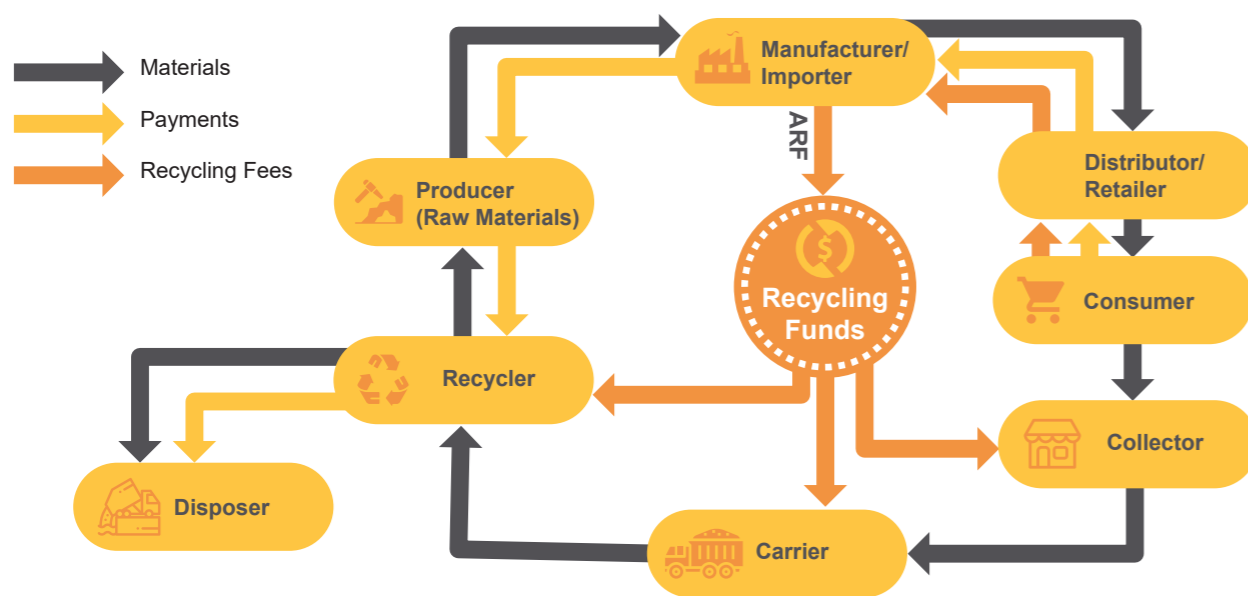 Materials
Payments
Recycling Fees
Manufacturer/
Importer
ARF
Distributor/
Retailer
Producer
(Raw Materials)
$
Recycling
Funds
Consumer
Recycler
Collector
Disposer
Carrier